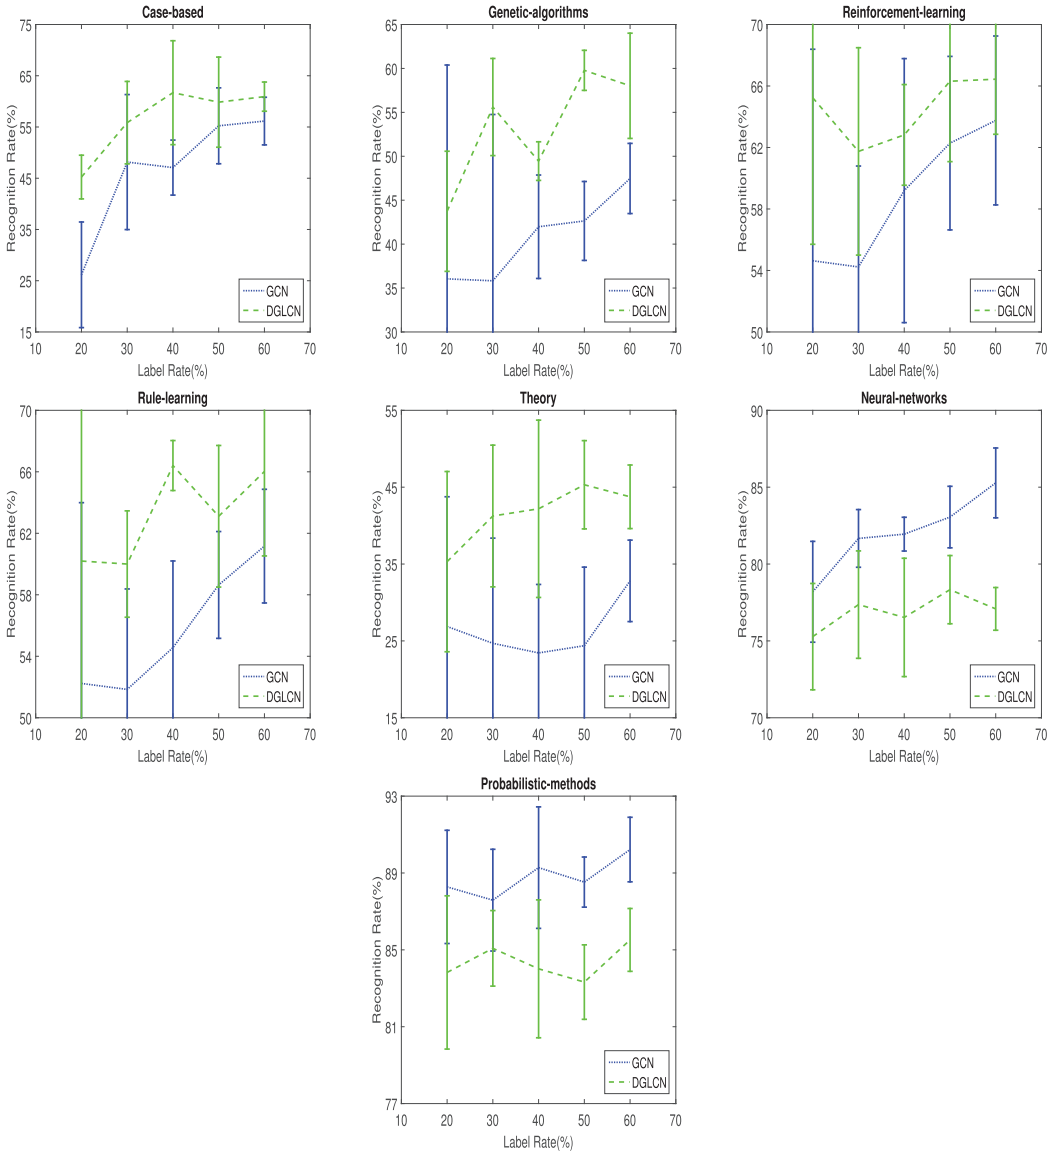 Case-based
Recognition Rate(%)
75
65
55
45
35
25
15
10 20 30 40 50 60 70
Label Rate(%)
GCN
DGLCN
Genetic-algorithms
Recognition Rate(%)
65
60
55
50
45
40
35
30
10 20 30 40 50 60 70
Label Rate(%)
GCN
DGLCN
Reinforcement-learning
Recognition Rate(%)
70
66
62
58
54
50
10 20 30 40 50 60 70
Label Rate(%)
GCN
DGLCN
Rule-learning
Recognition Rate(%)
70
66
62
58
54
50
10 20 30 40 50 60 70
Label Rate(%)
GCN
DGLCN
Theory
Recognition Rate(%)
55
45
35
25
15
10 20 30 40 50 60 70
Label Rate(%)
GCN
DGLCN
Neural-networks
Recognition Rate(%)
90
85
80
75
70
10 20 30 40 50 60 70
Label Rate(%)
GCN
DGLCN
Probabilistic-methods
Recognition Rate(%)
93
89
85
81
77
10 20 30 40 50 60 70
Label Rate(%)
GCN
DGLCN